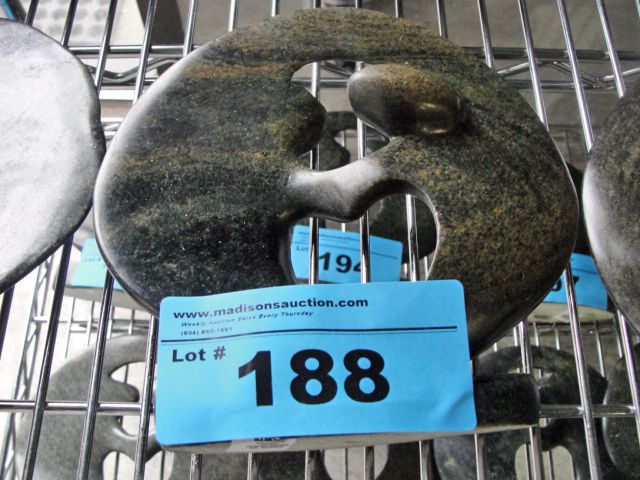 www.madisonsauction.com
Weekly Auction Sales Every Thursday
Lot # 188
194